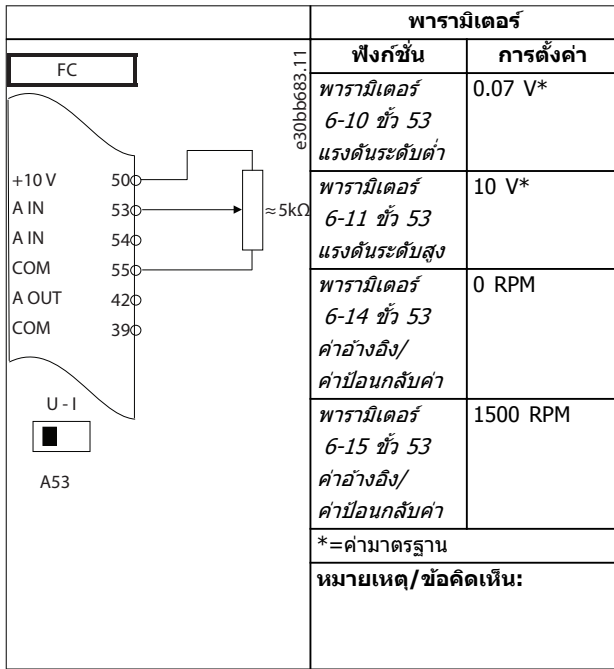 FC
e30bb683.11
+10 V 50
A IN 53
≈ 5kΩ
A IN 54
COM 55
A OUT 42
COM 39
U - I
A53
พารามิเตอร์
ฟังก์ชั่น การตั้งค่า
พารามิเตอร์ 0.07 V*
6-10 ขั้ว 53
แรงดันระดับต่ำ
พารามิเตอร์ 10 V*
6-11 ขั้ว 53
แรงดันระดับสูง
พารามิเตอร์ 0 RPM
6-14 ขั้ว 53
ค่าอ้างอิง/
ค่าป้อนกลับค่า
พารามิเตอร์ 1500 RPM
6-15 ขั้ว 53
ค่าอ้างอิง/
ค่าป้อนกลับค่า
*=ค่ามาตรฐาน
หมายเหตุ/ข้อคิดเห็น: